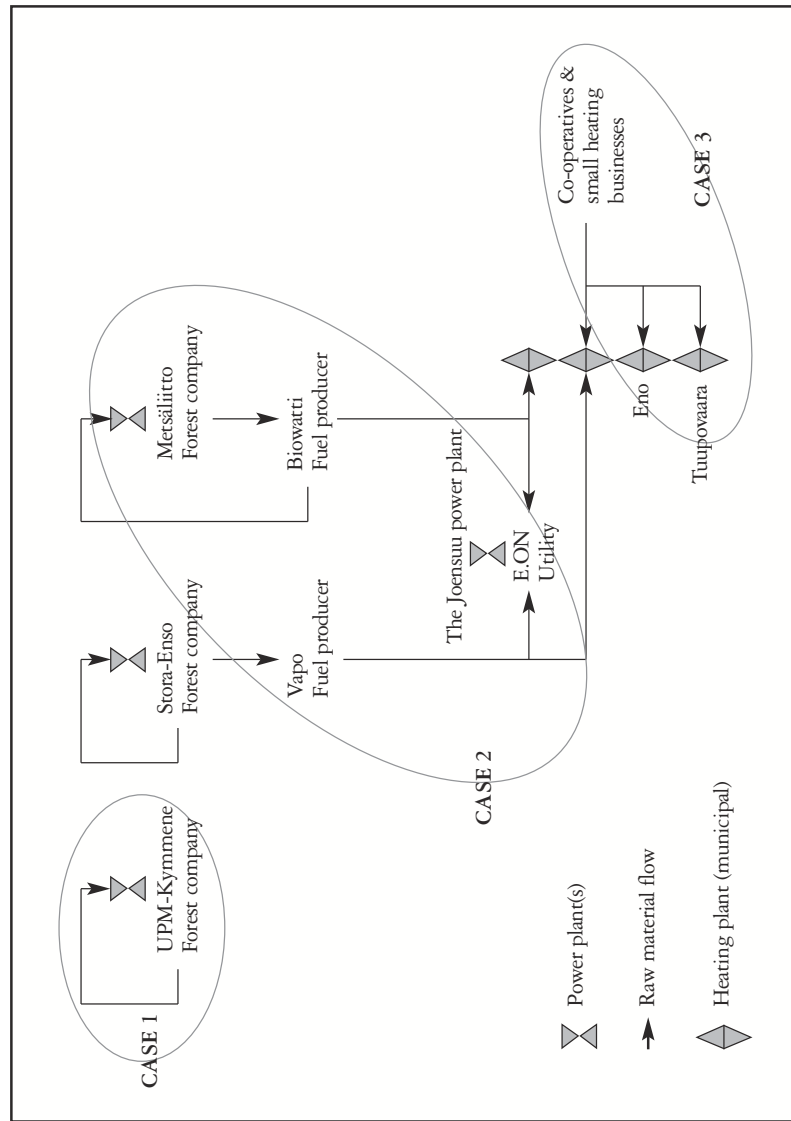 CASE 1
UPM-Kymmene
Forest company
Stora-Enso
Forest company
Metsäliitto
Forest company
Vapo
Fuel producer
Biowatti
Fuel producer
CASE 2
The Joensuu power plant
E.ON
Utility
Co-operatives &
small heating
businesses
Eno
Tuupovaara
CASE 3
Power plant(s)
Raw material flow
Heating plant (municipal)